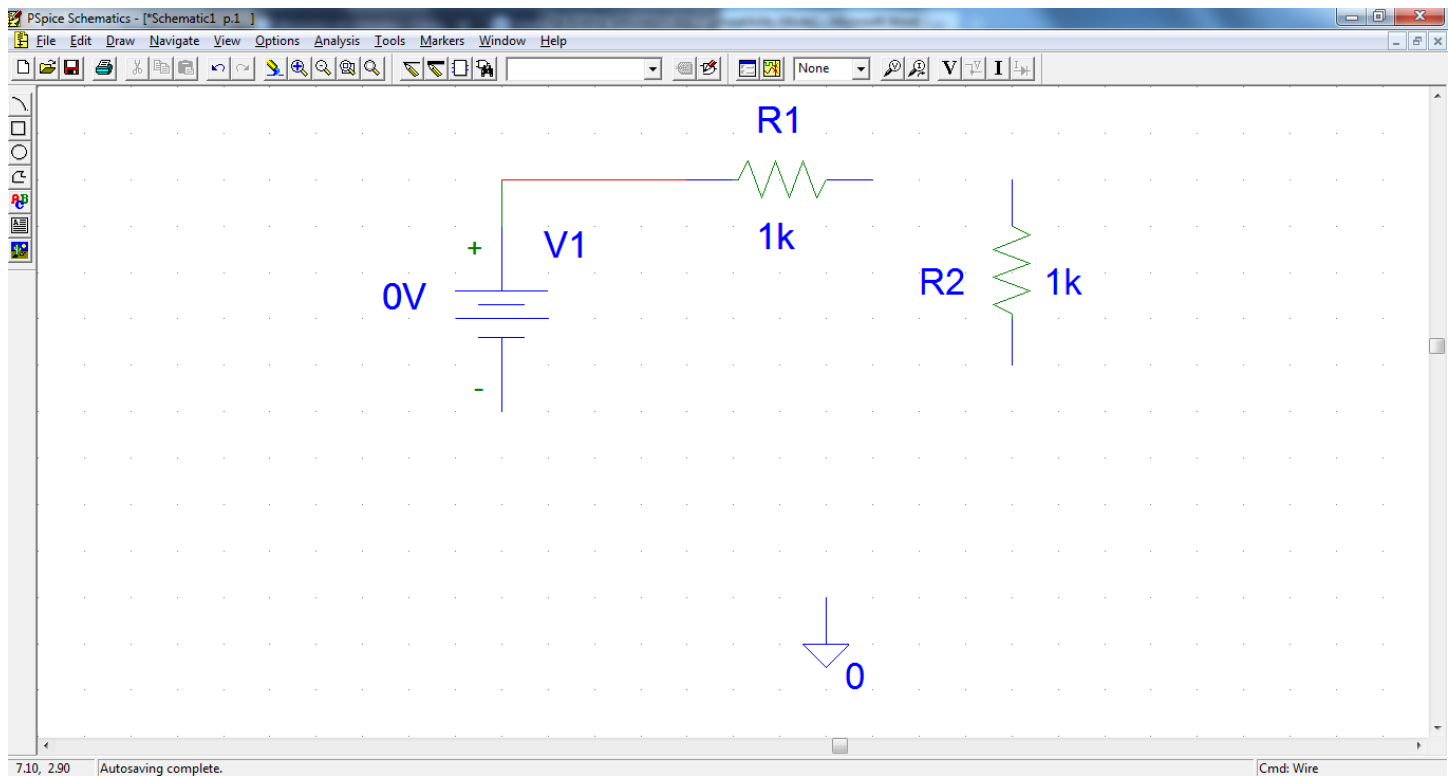 PSpice Schematics - [*Schematic1 p.1 ]
File Edit Draw Navigate View Options Analysis Tools Markers Window Help
None V V I I
ABC
R1
1k
+ V1
0V
-
R2 1k
0
7.10, 2.90 Autosaving complete. Cmd: Wire